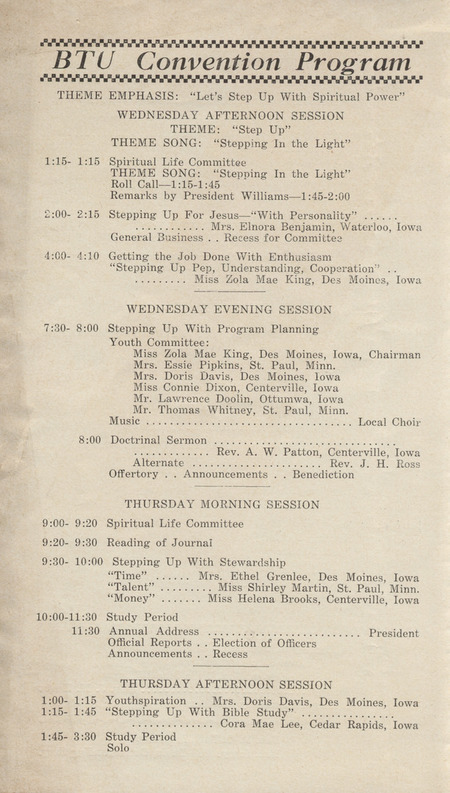 BTU Convention Program
THEME EMPHASIS: "Let's Step Up With Spiritual Power"
WEDNESDAY AFTERNOON SESSION
THEME: "Step Up"
THEME SONG: "Stepping In the Light"
1:15- 1:15 Spiritual Life Committee
THEME SONG: "Stepping In the Light"
Roll Call—1:15-1:45
Remarks by President Williams—1:45-2:00
2:00- 2:15 Stepping Up For Jesus—"With Personality" ......
............ Mrs. Elnora Benjamin, Waterloo, Iowa
General Business . . Recess for Committee
4:00- 4:10 Getting the Job Done With Enthusiasm
"Stepping Up Pep, Understanding, Cooperation" ..
......... Miss Zola Mae King, Des Moines, Iowa
WEDNESDAY EVENING SESSION
7:30- 8:00 Stepping Up With Program Planning
Youth Committee:
Miss Zola Mae King, Des Moines, Iowa, Chairman
Mrs. Essie Pipkins, St. Paul, Minn.
Mrs. Doris Davis, Des Moines, Iowa
Miss Connie Dixon, Centerville, Iowa
Mr. Lawrence Doolin, Ottumwa, Iowa
Mr. Thomas Whitney, St. Paul, Minn.
Music ................................ Local Choir
8:00 Doctrinal Sermon ............................
............. Rev. A. W. Patton, Centerville, Iowa
Alternate ...................... Rev. J. H. Ross
Offertory . . Announcements . . Benediction
THURSDAY MORNING SESSION
9:00- 9:20 Spiritual Life Committee
9:20- 9:30 Reading of Journal
9:30- 10:00 Stepping Up With Stewardship
"Time" ...... Mrs. Ethel Grenlee, Des Moines, Iowa
"Talent" ......... Miss Shirley Martin, St. Paul, Minn.
"Money" ....... Miss Helena Brooks, Centerville, Iowa
10:00-11:30 Study Period
11:30 Annual Address .......................... President
Official Reports . . Election of Officers
Announcements . . Recess
THURSDAY AFTERNOON SESSION
1:00- 1:15 Youthspiration .. Mrs. Doris Davis, Des Moines, Iowa
1:15- 1:45 "Stepping Up With Bible Study" ...............
.............. Cora Mae Lee, Cedar Rapids, Iowa
1:45- 3:30 Study Period
Solo